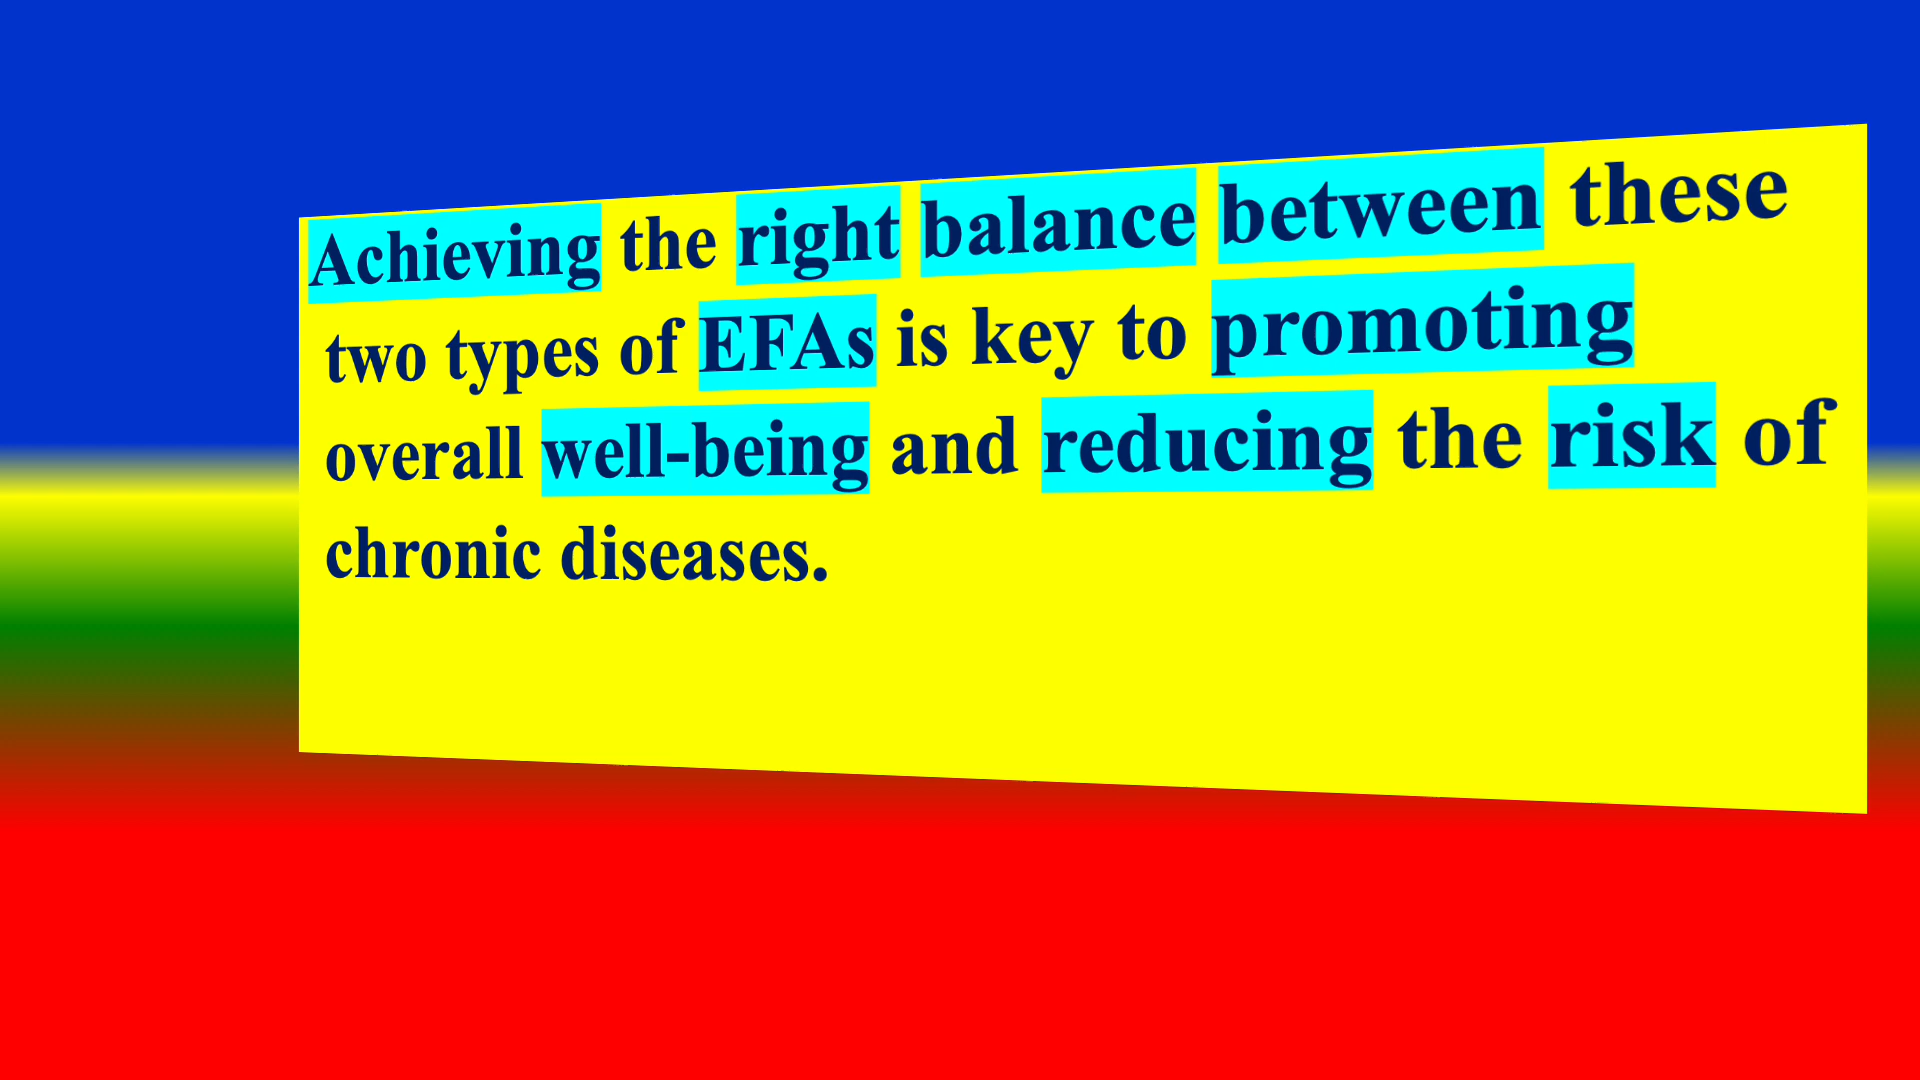 Achieving the right balance between these
two types of EFAs is key to promoting
overall well-being and reducing the risk of
chronic diseases.